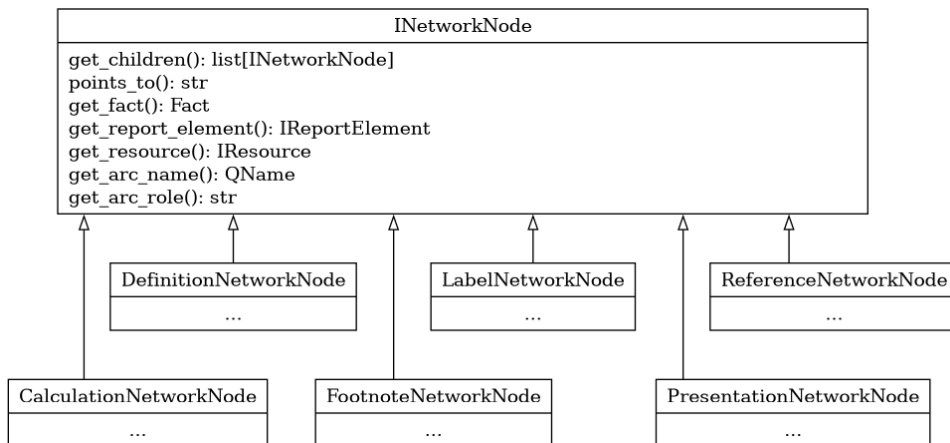 INetworkNode
get_children(): list[INetworkNode]
points_to(): str
get_fact(): Fact
get_report_element(): IReportElement
get_resource(): IResource
get_arc_name(): QName
get_arc_role(): str
DefinitionNetworkNode
...
LabelNetworkNode
...
ReferenceNetworkNode
...
CalculationNetworkNode
...
FootnoteNetworkNode
...
PresentationNetworkNode
...